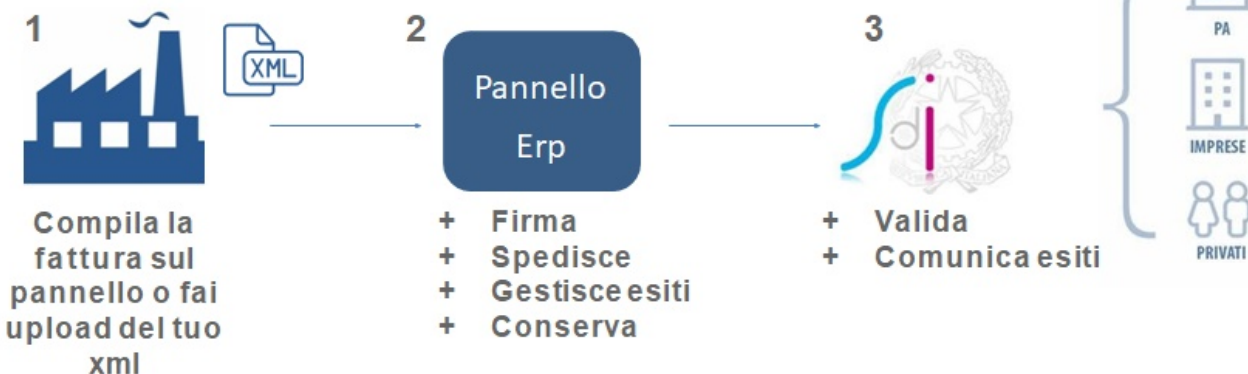 1
XML
Compila la
fattura sul
pannello o fai
upload del tuo
xml
2
Pannello
Erp
+ Firma
+ Spedisce
+ Gestisce esiti
+ Conserva
3
Sdi
+ Valida
+ Comunica esiti
PA
IMPRESE
PRIVATI